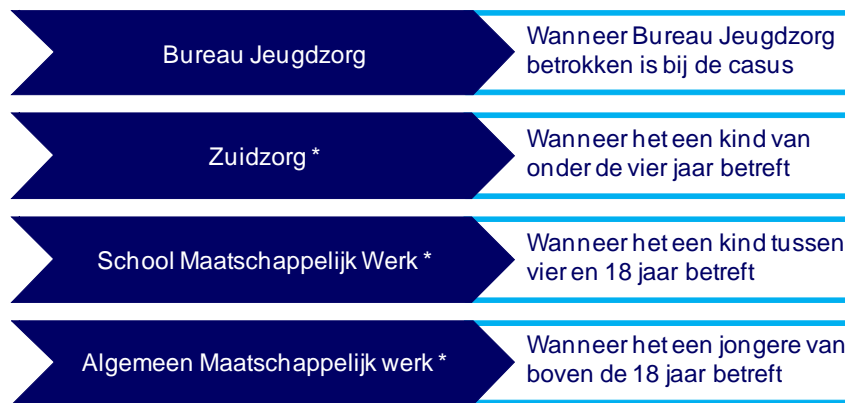 Bureau Jeugdzorg
Wanneer Bureau Jeugdzorg
betrokken is bij de casus
Zuidzorg *
Wanneer het een kind van
onder de vier jaar betreft
School Maatschappelijk Werk *
Wanneer het een kind tussen
vier en 18 jaar betreft
Algemeen Maatschappelijk werk *
Wanneer het een jongere van
boven de 18 jaar betreft